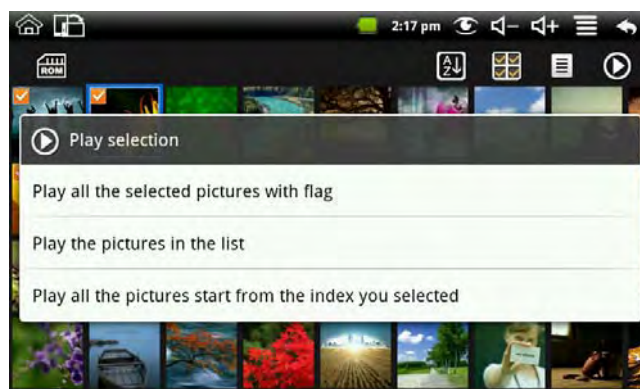 2:17 pm
ROM
A
Z
Play selection
Play all the selected pictures with flag
Play the pictures in the list
Play all the pictures start from the index you selected